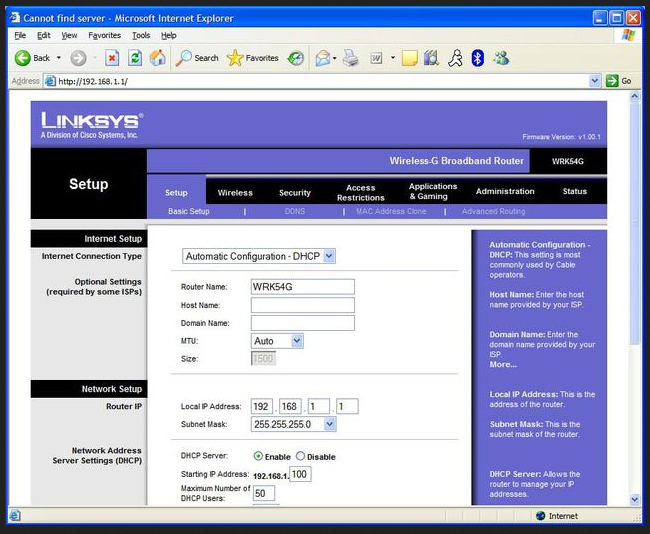 Cannot find server - Microsoft Internet Explorer
File Edit View Favorites Tools Help
Back Search Favorites
Address http://192.168.1.1/ Go
LINKSYS®
A Division of Cisco Systems, Inc.
Firmware Version: v1.00.1
Wireless-G Broadband Router WRK54G
Setup
Setup Wireless Security Access Restrictions Applications & Gaming Administration Status
Basic Setup | DDNS | MAC Address Clone | Advanced Routing
Internet Setup
Internet Connection Type
Automatic Configuration - DHCP
Optional Settings
(required by some ISPs)
Router Name: WRK54G
Host Name:
Domain Name:
MTU: Auto
Size: 1500
Network Setup
Router IP
Local IP Address: 192 . 168 . 1 . 1
Subnet Mask: 255.255.255.0
Network Address
Server Settings (DHCP)
DHCP Server: Enable Disable
Starting IP Address: 192.168.1. 100
Maximum Number of
DHCP Users: 50
Automatic Configuration -
DHCP: This setting is most
commonly used by Cable
operators.
Host Name: Enter the host
name provided by your ISP.
Domain Name: Enter the
domain name provided by your
ISP.
More...
Local IP Address: This is the
address of the router.
Subnet Mask: This is the
subnet mask of the router.
DHCP Server: Allows the
router to manage your IP
addresses.
Internet